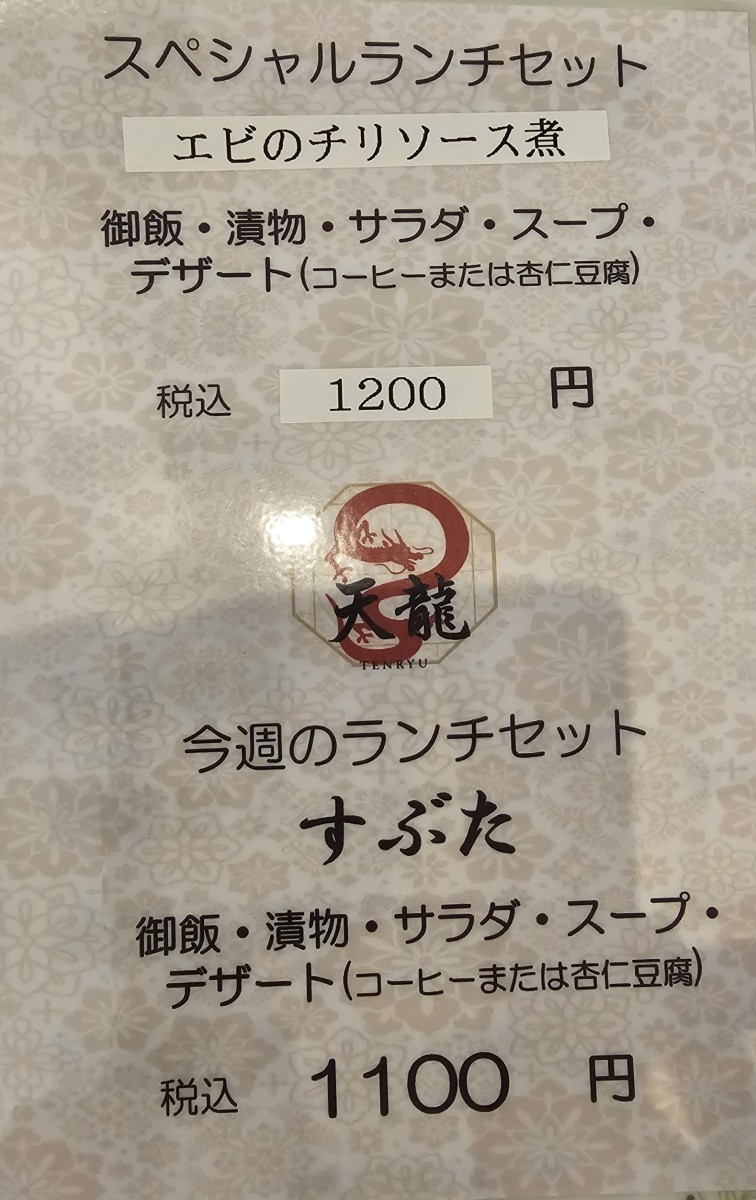 スペシャルランチセット
エビのチリソース煮
御飯・漬物・サラダ・スープ・
デザート(コーヒーまたは杏仁豆腐)
税込 1200 円
天龍
TENRYU
今週のランチセット
すぶた
御飯・漬物・サラダ・スープ・
デザート(コーヒーまたは杏仁豆腐)
税込 1100 円